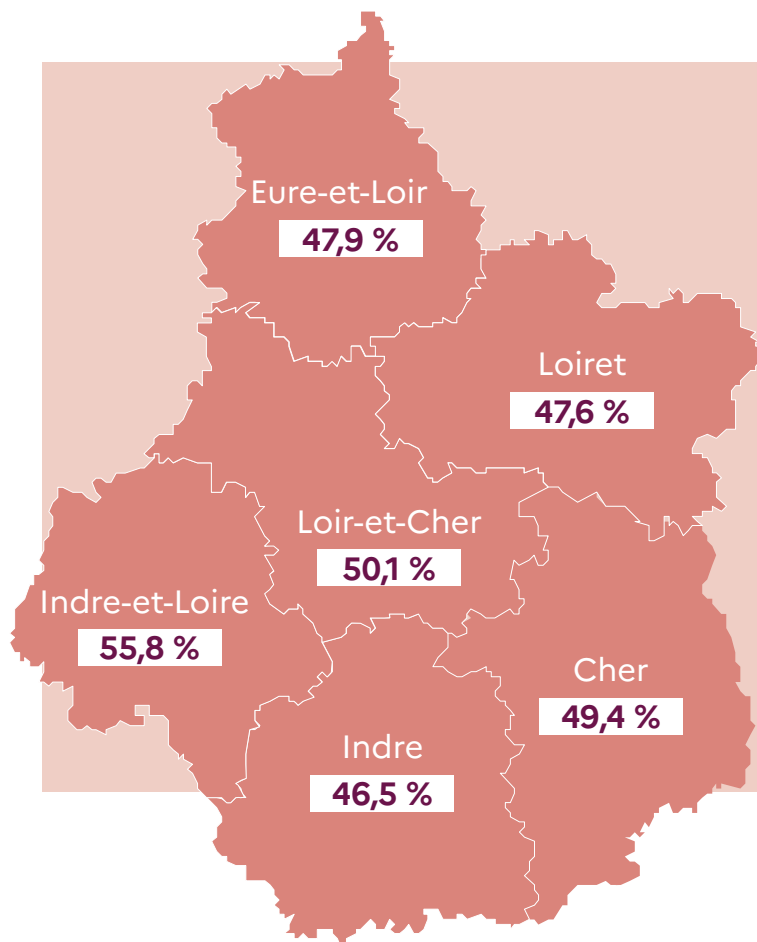 Eure-et-Loir
47,9 %
Loiret
47,6 %
Loir-et-Cher
50,1 %
Indre-et-Loire
55,8 %
Cher
49,4 %
Indre
46,5 %